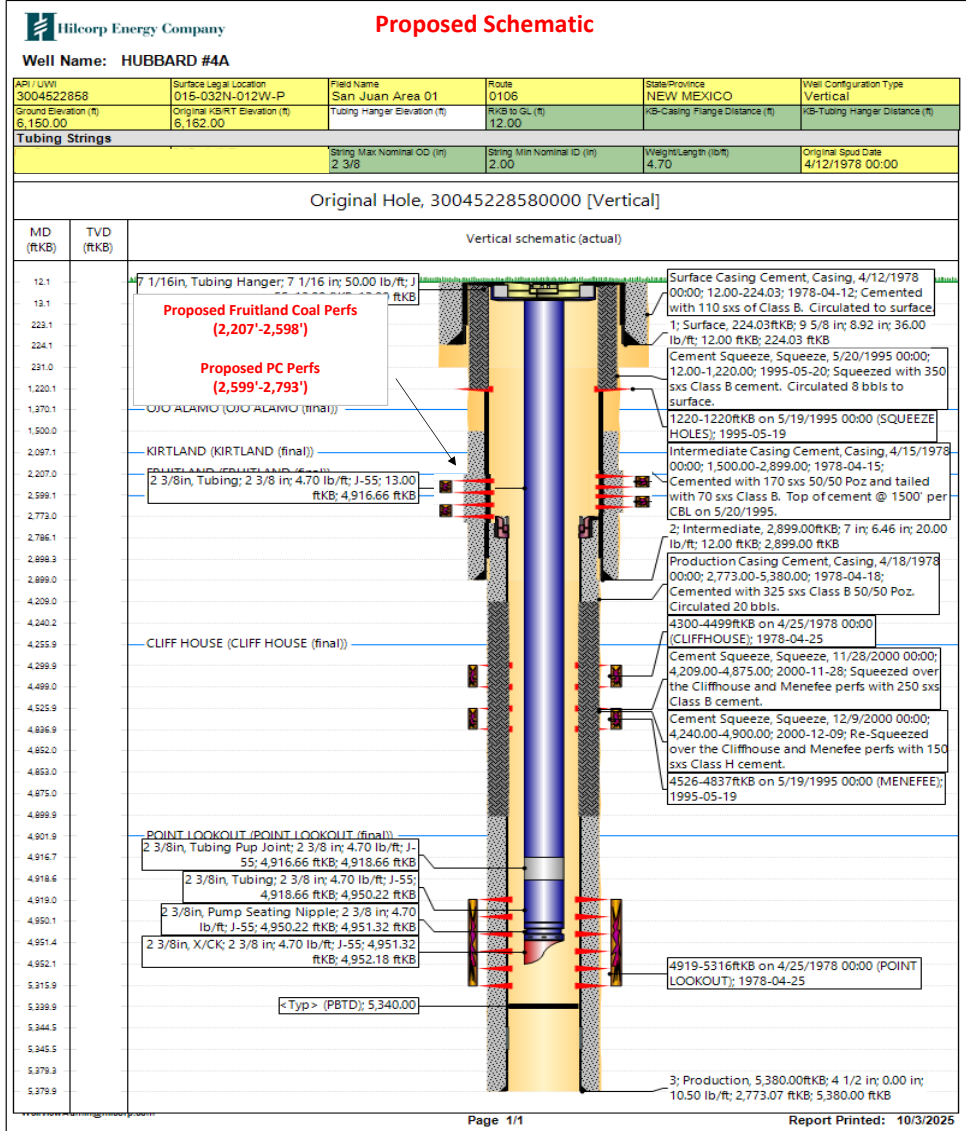 Hilcorp Energy Company
Proposed Schematic
Well Name: HUBBARD #4A
API / UWI
3004522858
Surface Legal Location
015-032N-012W-P
Field Name
San Juan Area 01
Route
0106
State/Province
NEW MEXICO
Well Configuration Type
Vertical
Ground Elevation (ft)
6,150.00
Original KB/RT Elevation (ft)
6,162.00
Tubing Hanger Elevation (ft)
RKB to GL (ft)
12.00
KB-Casing Flange Distance (ft)
KB-Tubing Hanger Distance (ft)
Tubing Strings
String Max Nominal OD (in)
2 3/8
String Min Nominal ID (in)
2.00
Weight/Length (lb/ft)
4.70
Original Spud Date
4/12/1978 00:00
Original Hole, 30045228580000 [Vertical]
MD
(ftKB)
TVD
(ftKB)
Vertical schematic (actual)
12.1
13.1
223.1
224.1
231.0
1,220.1
1,370.1
1,500.0
2,097.1
2,207.0
2,599.1
2,773.0
2,786.1
2,898.3
2,899.0
4,209.0
4,240.2
4,255.9
4,299.9
4,499.0
4,525.9
4,836.9
4,852.0
4,853.0
4,875.0
4,899.9
4,901.9
4,916.7
4,918.6
4,919.0
4,950.1
4,951.4
4,952.1
5,315.9
5,339.9
5,344.5
5,345.5
5,379.3
5,379.9
7 1/16in, Tubing Hanger; 7 1/16 in; 50.00 lb/ft; J
ftKB
Proposed Fruitland Coal Perfs
(2,207'-2,598')
Proposed PC Perfs
(2,599'-2,793')
OJO ALAMO (OJO ALAMO (final))
KIRTLAND (KIRTLAND (final))
FRUITLAND (FRUITLAND (final))
2 3/8in, Tubing; 2 3/8 in; 4.70 lb/ft; J-55; 13.00
ftKB; 4,916.66 ftKB
CLIFF HOUSE (CLIFF HOUSE (final))
POINT LOOKOUT (POINT LOOKOUT (final))
2 3/8in, Tubing Pup Joint; 2 3/8 in; 4.70 lb/ft; J-
55; 4,916.66 ftKB; 4,918.66 ftKB
2 3/8in, Tubing; 2 3/8 in; 4.70 lb/ft; J-55;
4,918.66 ftKB; 4,950.22 ftKB
2 3/8in, Pump Seating Nipple; 2 3/8 in; 4.70
lb/ft; J-55; 4,950.22 ftKB; 4,951.32 ftKB
2 3/8in, X/CK; 2 3/8 in; 4.70 lb/ft; J-55; 4,951.32
ftKB; 4,952.18 ftKB
<Typ> (PBTD); 5,340.00
Surface Casing Cement, Casing, 4/12/1978
00:00; 12.00-224.03; 1978-04-12; Cemented
with 110 sxs of Class B. Circulated to surface.
1; Surface, 224.03ftKB; 9 5/8 in; 8.92 in; 36.00
lb/ft; 12.00 ftKB; 224.03 ftKB
Cement Squeeze, Squeeze, 5/20/1995 00:00;
12.00-1,220.00; 1995-05-20; Squeezed with 350
sxs Class B cement. Circulated 8 bbls to
surface.
1220-1220ftKB on 5/19/1995 00:00 (SQUEEZE
HOLES); 1995-05-19
Intermediate Casing Cement, Casing, 4/15/1978
00:00; 1,500.00-2,899.00; 1978-04-15;
Cemented with 170 sxs 50/50 Poz and tailed
with 70 sxs Class B. Top of cement @ 1500' per
CBL on 5/20/1995.
2; Intermediate, 2,899.00ftKB; 7 in; 6.46 in; 20.00
lb/ft; 12.00 ftKB; 2,899.00 ftKB
Production Casing Cement, Casing, 4/18/1978
00:00; 2,773.00-5,380.00; 1978-04-18;
Cemented with 325 sxs Class B 50/50 Poz.
Circulated 20 bbls.
4300-4499ftKB on 4/25/1978 00:00
(CLIFFHOUSE); 1978-04-25
Cement Squeeze, Squeeze, 11/28/2000 00:00;
4,209.00-4,875.00; 2000-11-28; Squeezed over
the Cliffhouse and Menefee perfs with 250 sxs
Class B cement.
Cement Squeeze, Squeeze, 12/9/2000 00:00;
4,240.00-4,900.00; 2000-12-09; Re-Squeezed
over the Cliffhouse and Menefee perfs with 150
sxs Class H cement.
4526-4837ftKB on 5/19/1995 00:00 (MENEFEE);
1995-05-19
4919-5316ftKB on 4/25/1978 00:00 (POINT
LOOKOUT); 1978-04-25
3; Production, 5,380.00ftKB; 4 1/2 in; 0.00 in;
10.50 lb/ft; 2,773.07 ftKB; 5,380.00 ftKB
Page 1/1
Report Printed: 10/3/2025